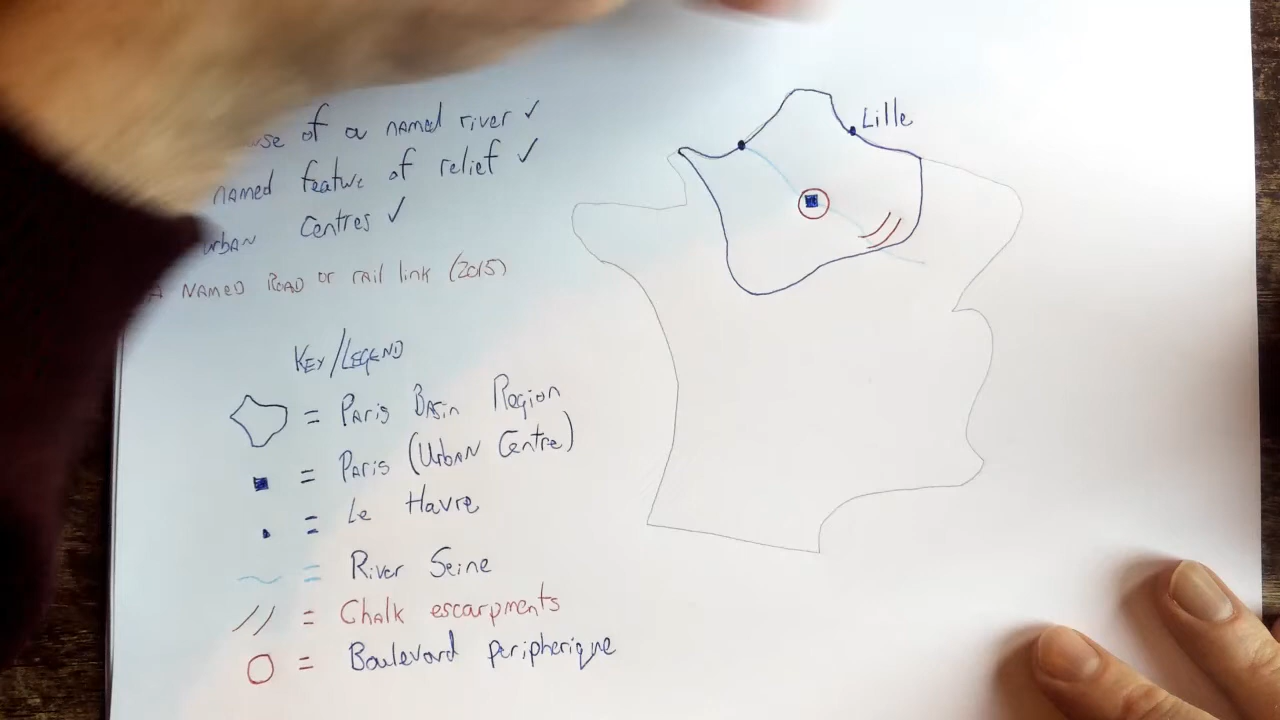 of a named river ✓
named feature of relief ✓
urban Centres ✓
A NAMED ROAD or rail link (2015)
Lille
KEY/LEGEND
= Paris Basin Region
= Paris (Urban Centre)
= Le Havre
= River Seine
= Chalk escarpments
= Boulevard peripherique